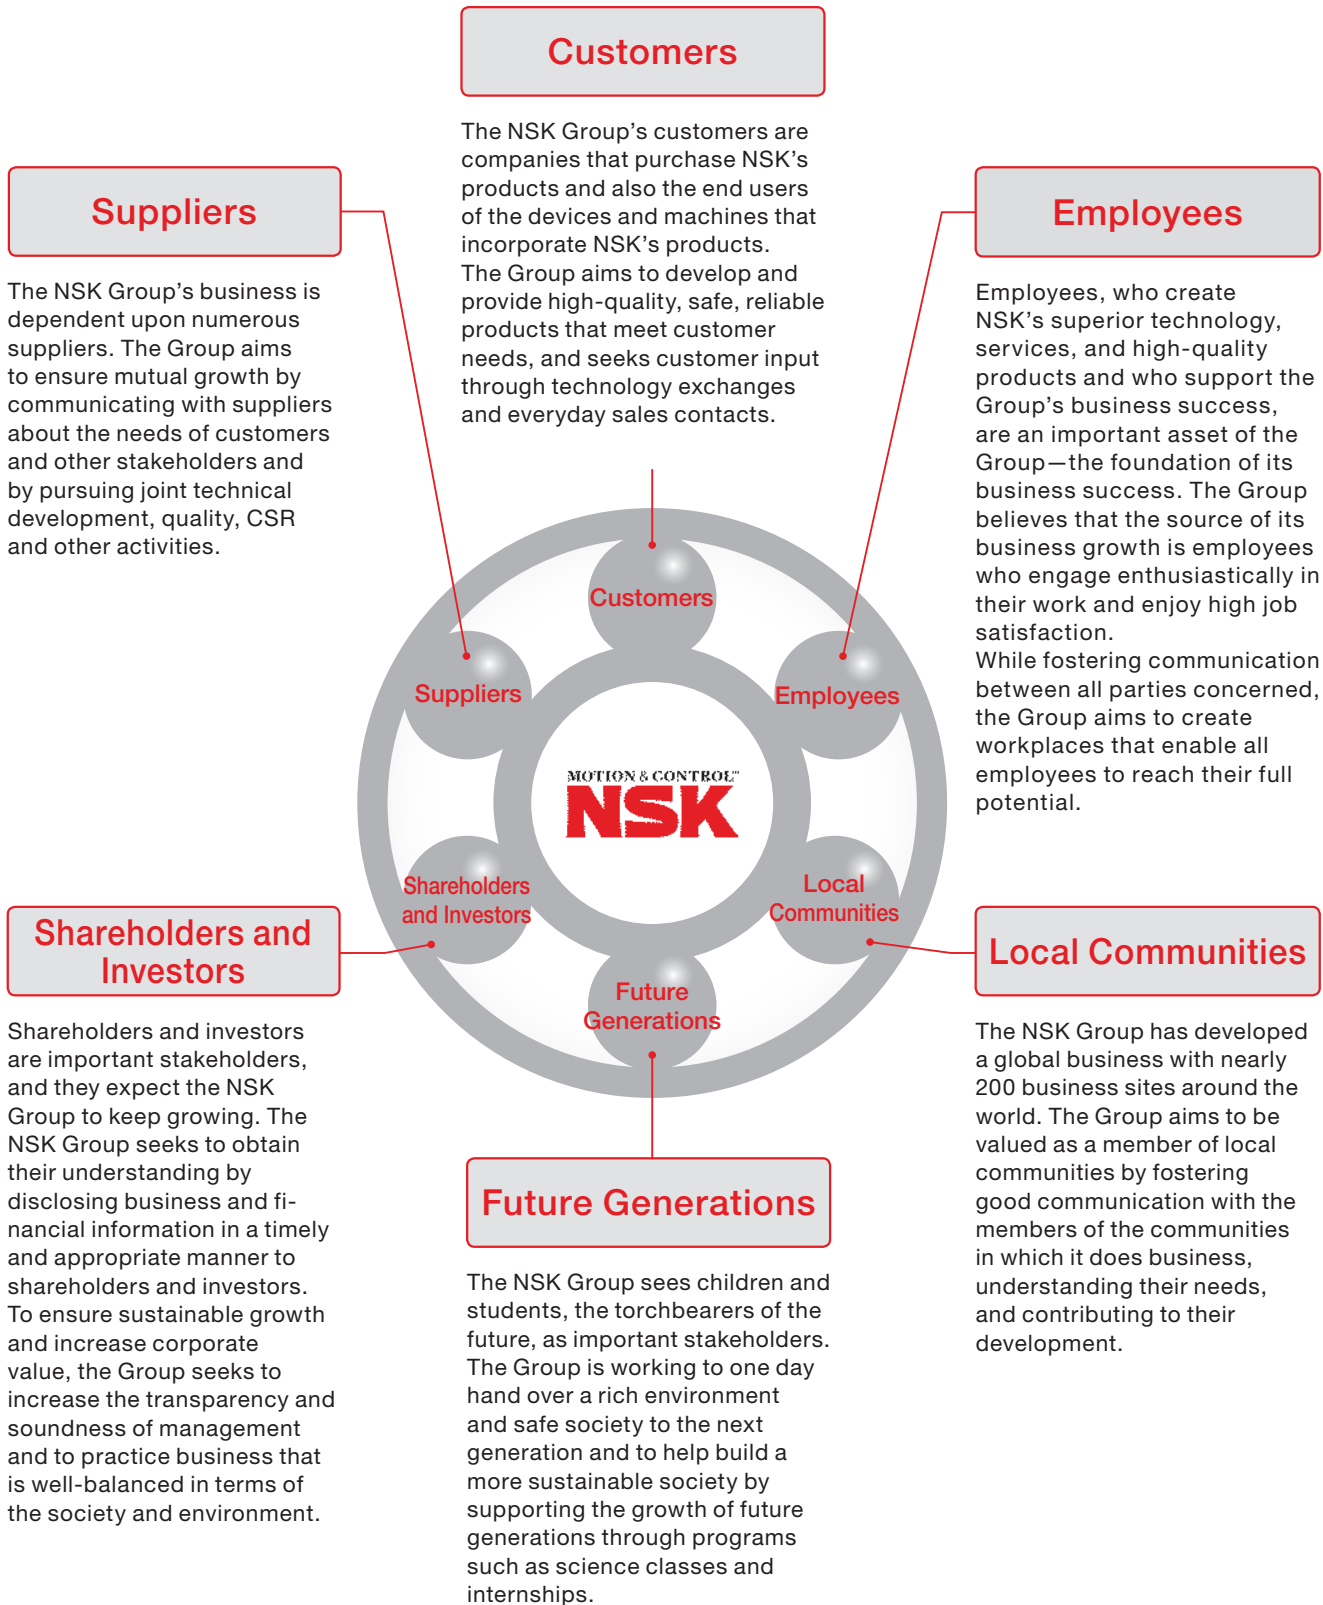 Customers
The NSK Group's customers are
companies that purchase NSK's
products and also the end users
of the devices and machines that
incorporate NSK's products.
The Group aims to develop and
provide high-quality, safe, reliable
products that meet customer
needs, and seeks customer input
through technology exchanges
and everyday sales contacts.
Suppliers
The NSK Group's business is
dependent upon numerous
suppliers. The Group aims
to ensure mutual growth by
communicating with suppliers
about the needs of customers
and other stakeholders and
by pursuing joint technical
development, quality, CSR
and other activities.
Employees
Employees, who create
NSK's superior technology,
services, and high-quality
products and who support the
Group's business success,
are an important asset of the
Group—the foundation of its
business success. The Group
believes that the source of its
business growth is employees
who engage enthusiastically in
their work and enjoy high job
satisfaction.
While fostering communication
between all parties concerned,
the Group aims to create
workplaces that enable all
employees to reach their full
potential.
Customers
Suppliers
Employees
MOTION & CONTROL™
NSK
Shareholders
and Investors
Local
Communities
Future
Generations
Shareholders and
Investors
Shareholders and investors
are important stakeholders,
and they expect the NSK
Group to keep growing. The
NSK Group seeks to obtain
their understanding by
disclosing business and fi-
nancial information in a timely
and appropriate manner to
shareholders and investors.
To ensure sustainable growth
and increase corporate
value, the Group seeks to
increase the transparency and
soundness of management
and to practice business that
is well-balanced in terms of
the society and environment.
Future Generations
The NSK Group sees children and
students, the torchbearers of the
future, as important stakeholders.
The Group is working to one day
hand over a rich environment
and safe society to the next
generation and to help build a
more sustainable society by
supporting the growth of future
generations through programs
such as science classes and
internships.
Local Communities
The NSK Group has developed
a global business with nearly
200 business sites around the
world. The Group aims to be
valued as a member of local
communities by fostering
good communication with the
members of the communities
in which it does business,
understanding their needs,
and contributing to their
development.